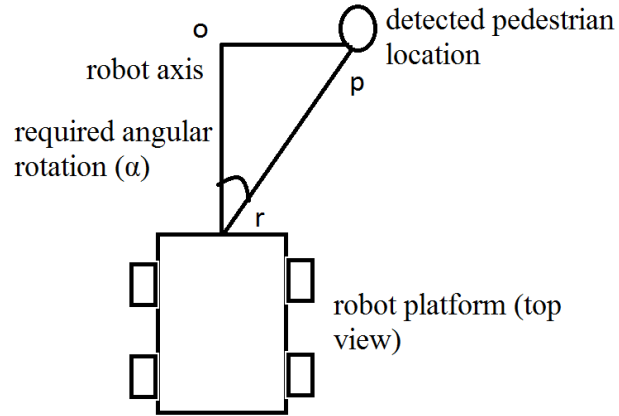 o
detected pedestrian
location
robot axis
p
required angular
rotation (α)
r
robot platform (top
view)